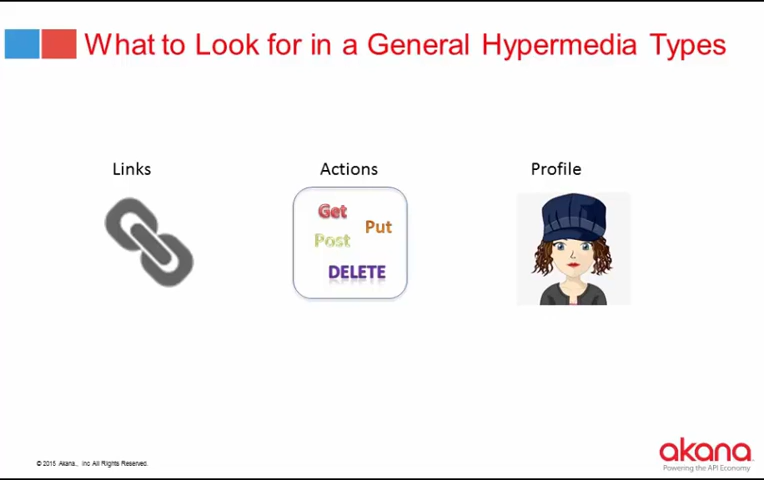 What to Look for in a General Hypermedia Types
Links
Actions
Profile
Get
Put
Post
DELETE
© 2015 Akana., Inc All Rights Reserved.
akana
Powering the API Economy